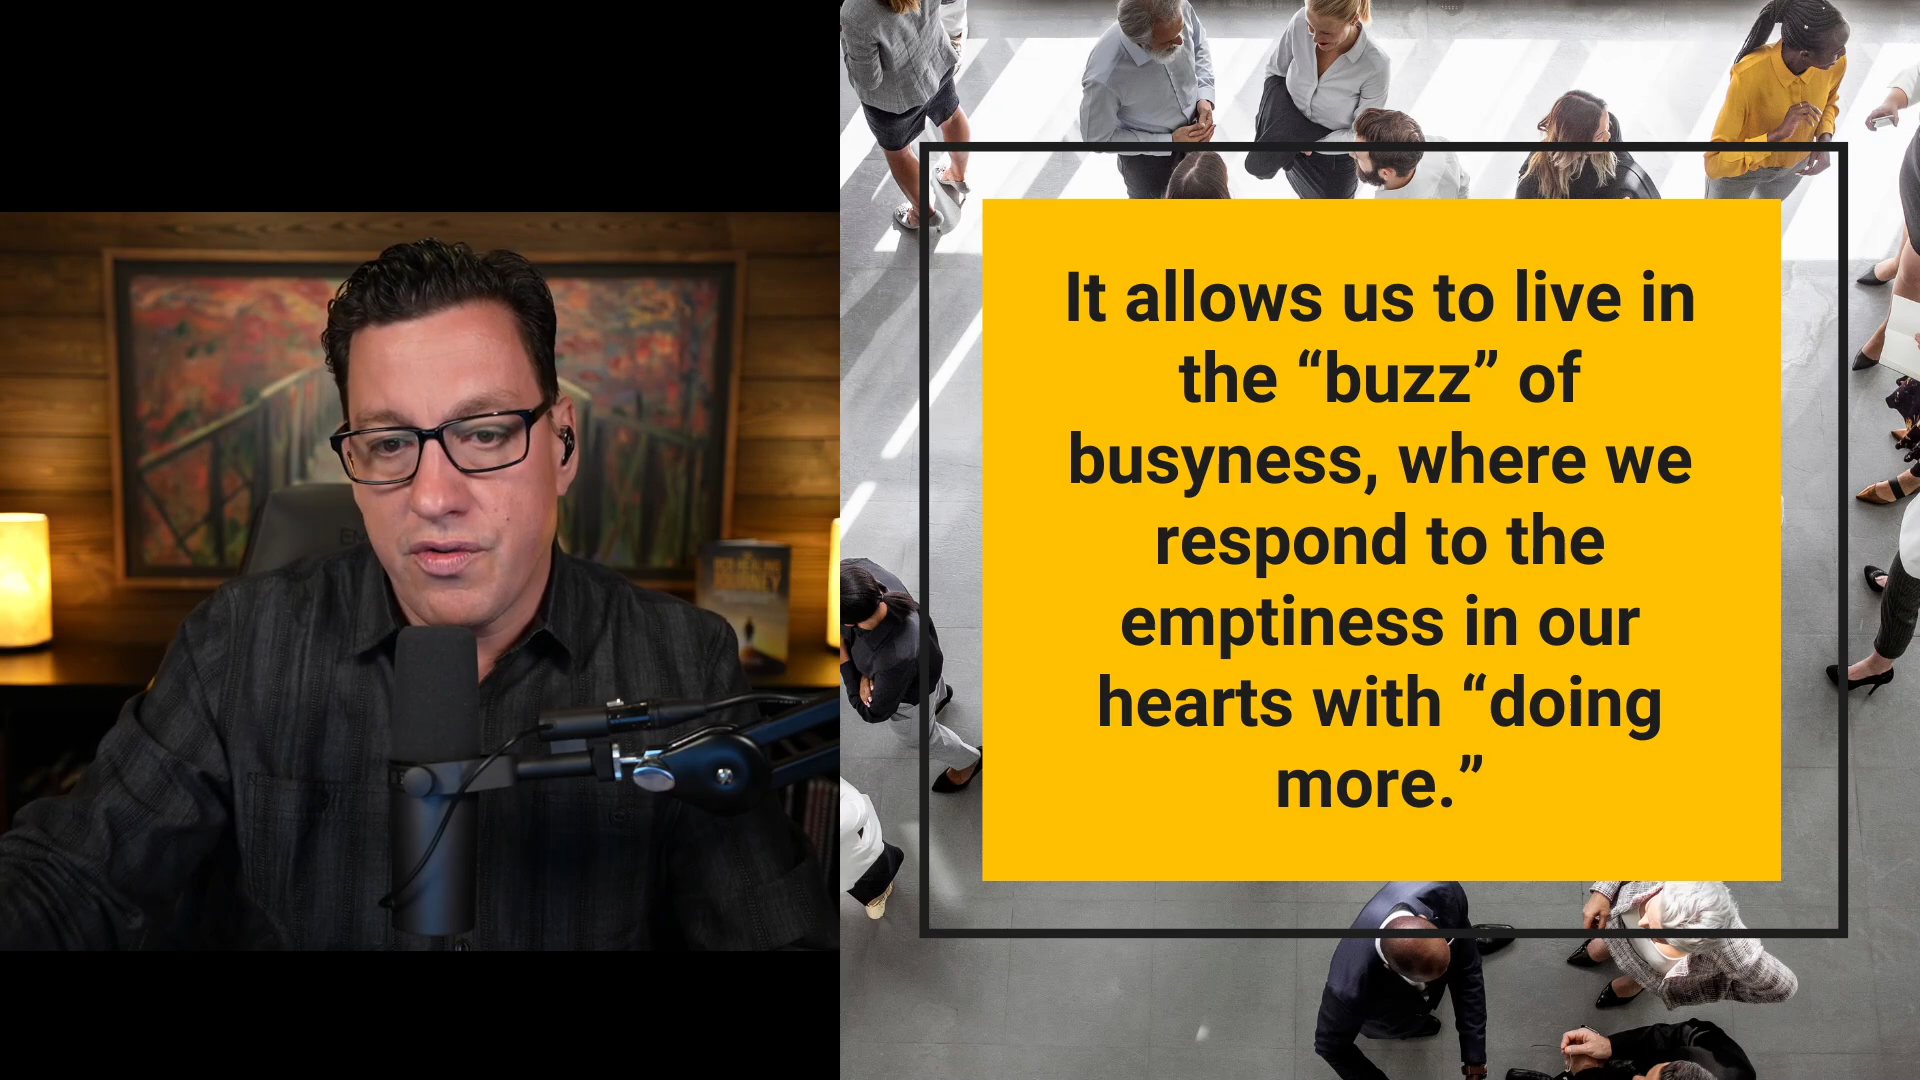 It allows us to live in
the “buzz” of
busyness, where we
respond to the
emptiness in our
hearts with “doing
more.”
JOURNEY